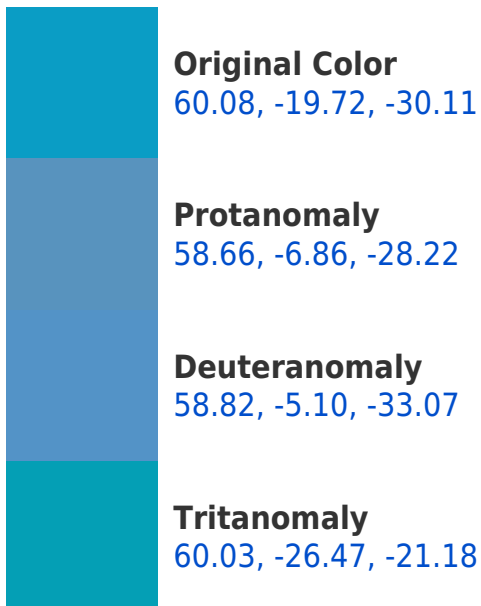 Original Color
60.08, -19.72, -30.11
Protanomaly
58.66, -6.86, -28.22
Deuteranomaly
58.82, -5.10, -33.07
Tritanomaly
60.03, -26.47, -21.18